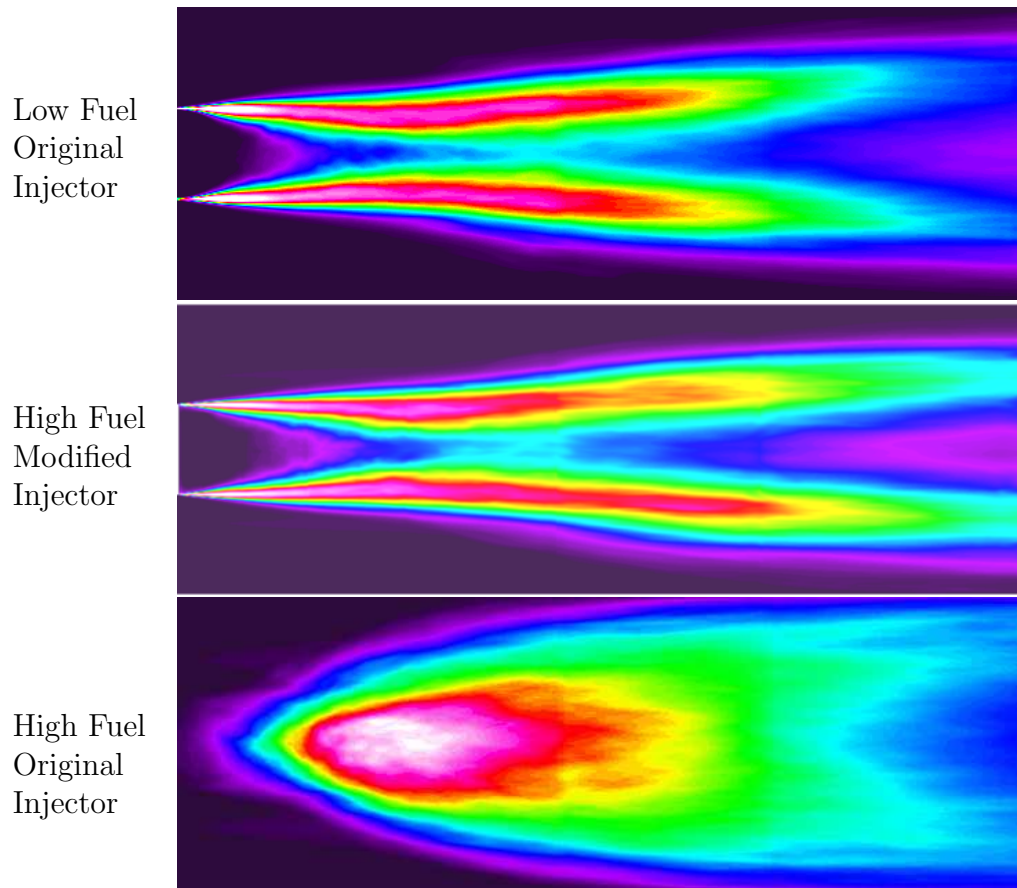 Low Fuel
Original
Injector
High Fuel
Modified
Injector
High Fuel
Original
Injector